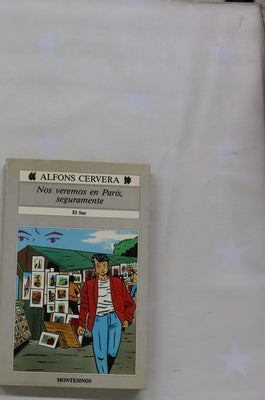 ALFONS CERVERA
Nos veremos en París,
seguramente
El Sur
MONTESINOS